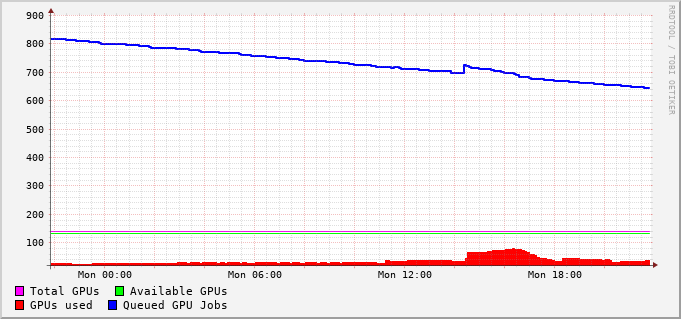 900
800
700
600
500
400
300
200
100
Mon 00:00 Mon 06:00 Mon 12:00 Mon 18:00
Total GPUs Available GPUs
GPUs used Queued GPU Jobs
RRDTOOL / TOBI OETIKER